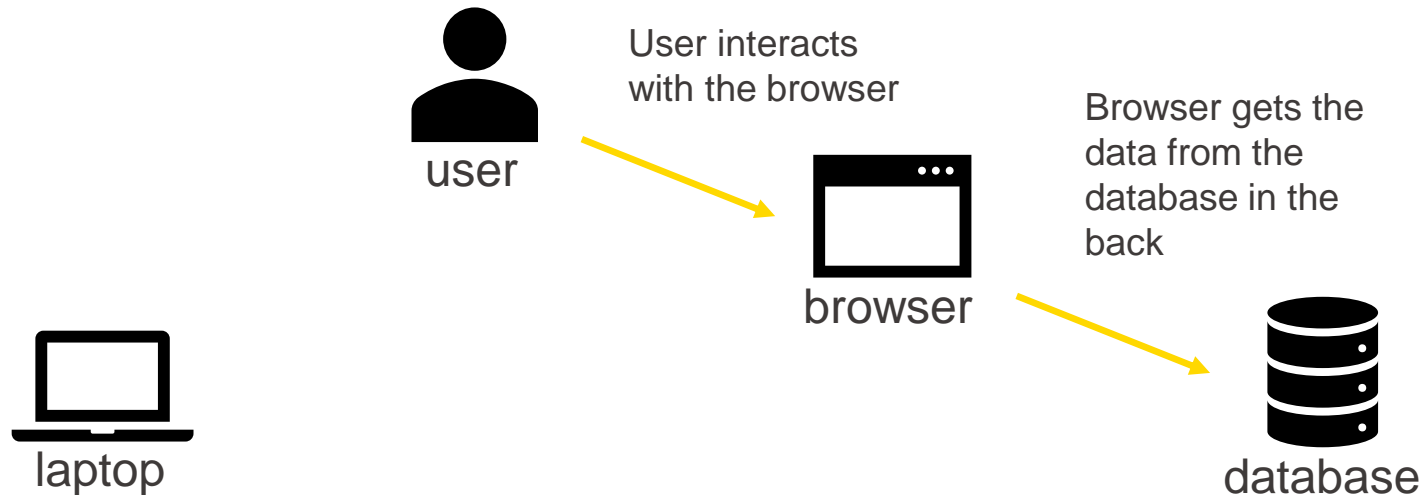 User interacts
with the browser
user
Browser gets the
data from the
database in the
back
browser
laptop
database